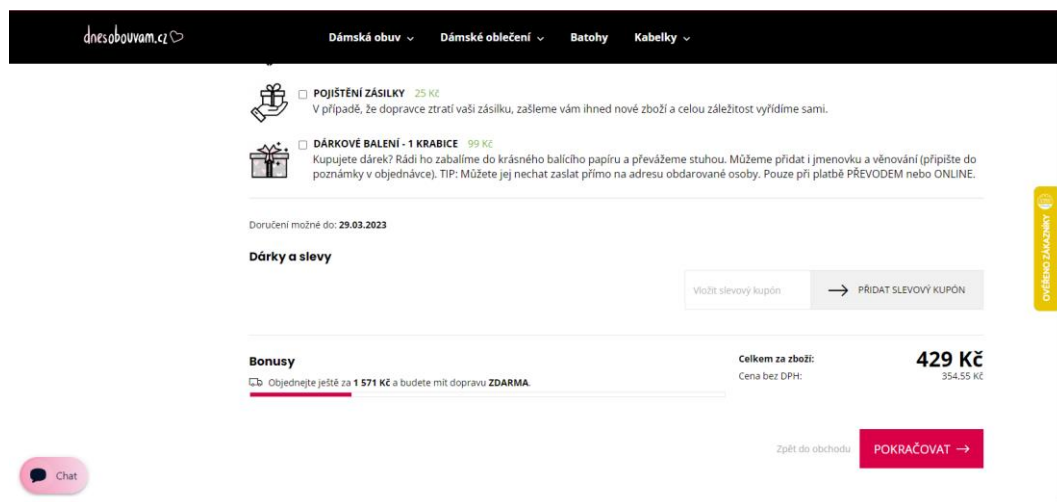 dnesobouvam.cz
Dámská obuv
Dámské oblečení
Batohy
Kabelky
POJIŠTĚNÍ ZÁSILKY 25 Kč
V případě, že dopravce ztratí vaši zásilku, zašleme vám ihned nové zboží a celou záležitost vyřídíme sami.
DÁRKOVÉ BALENÍ - 1 KRABICE 99 Kč
Kupujete dárek? Rádi ho zabalíme do krásného balícího papíru a převážeme stuhou. Můžeme přidat i jmenovku a věnování (připište do
poznámky v objednávce). TIP: Můžete jej nechat zaslat přímo na adresu obdarované osoby. Pouze při platbě PŘEVODEM nebo ONLINE.
OVĚŘENO ZÁKAZNÍKY
Doručení možné do: 29.03.2023
Dárky a slevy
Vložit slevový kupón
PŘIDAT SLEVOVÝ KUPÓN
Bonusy
Objednejte ještě za 1 571 Kč a budete mít dopravu ZDARMA.
Celkem za zboží: 429 Kč
Cena bez DPH: 354.55 Kč
Zpět do obchodu
POKRAČOVAT
Chat